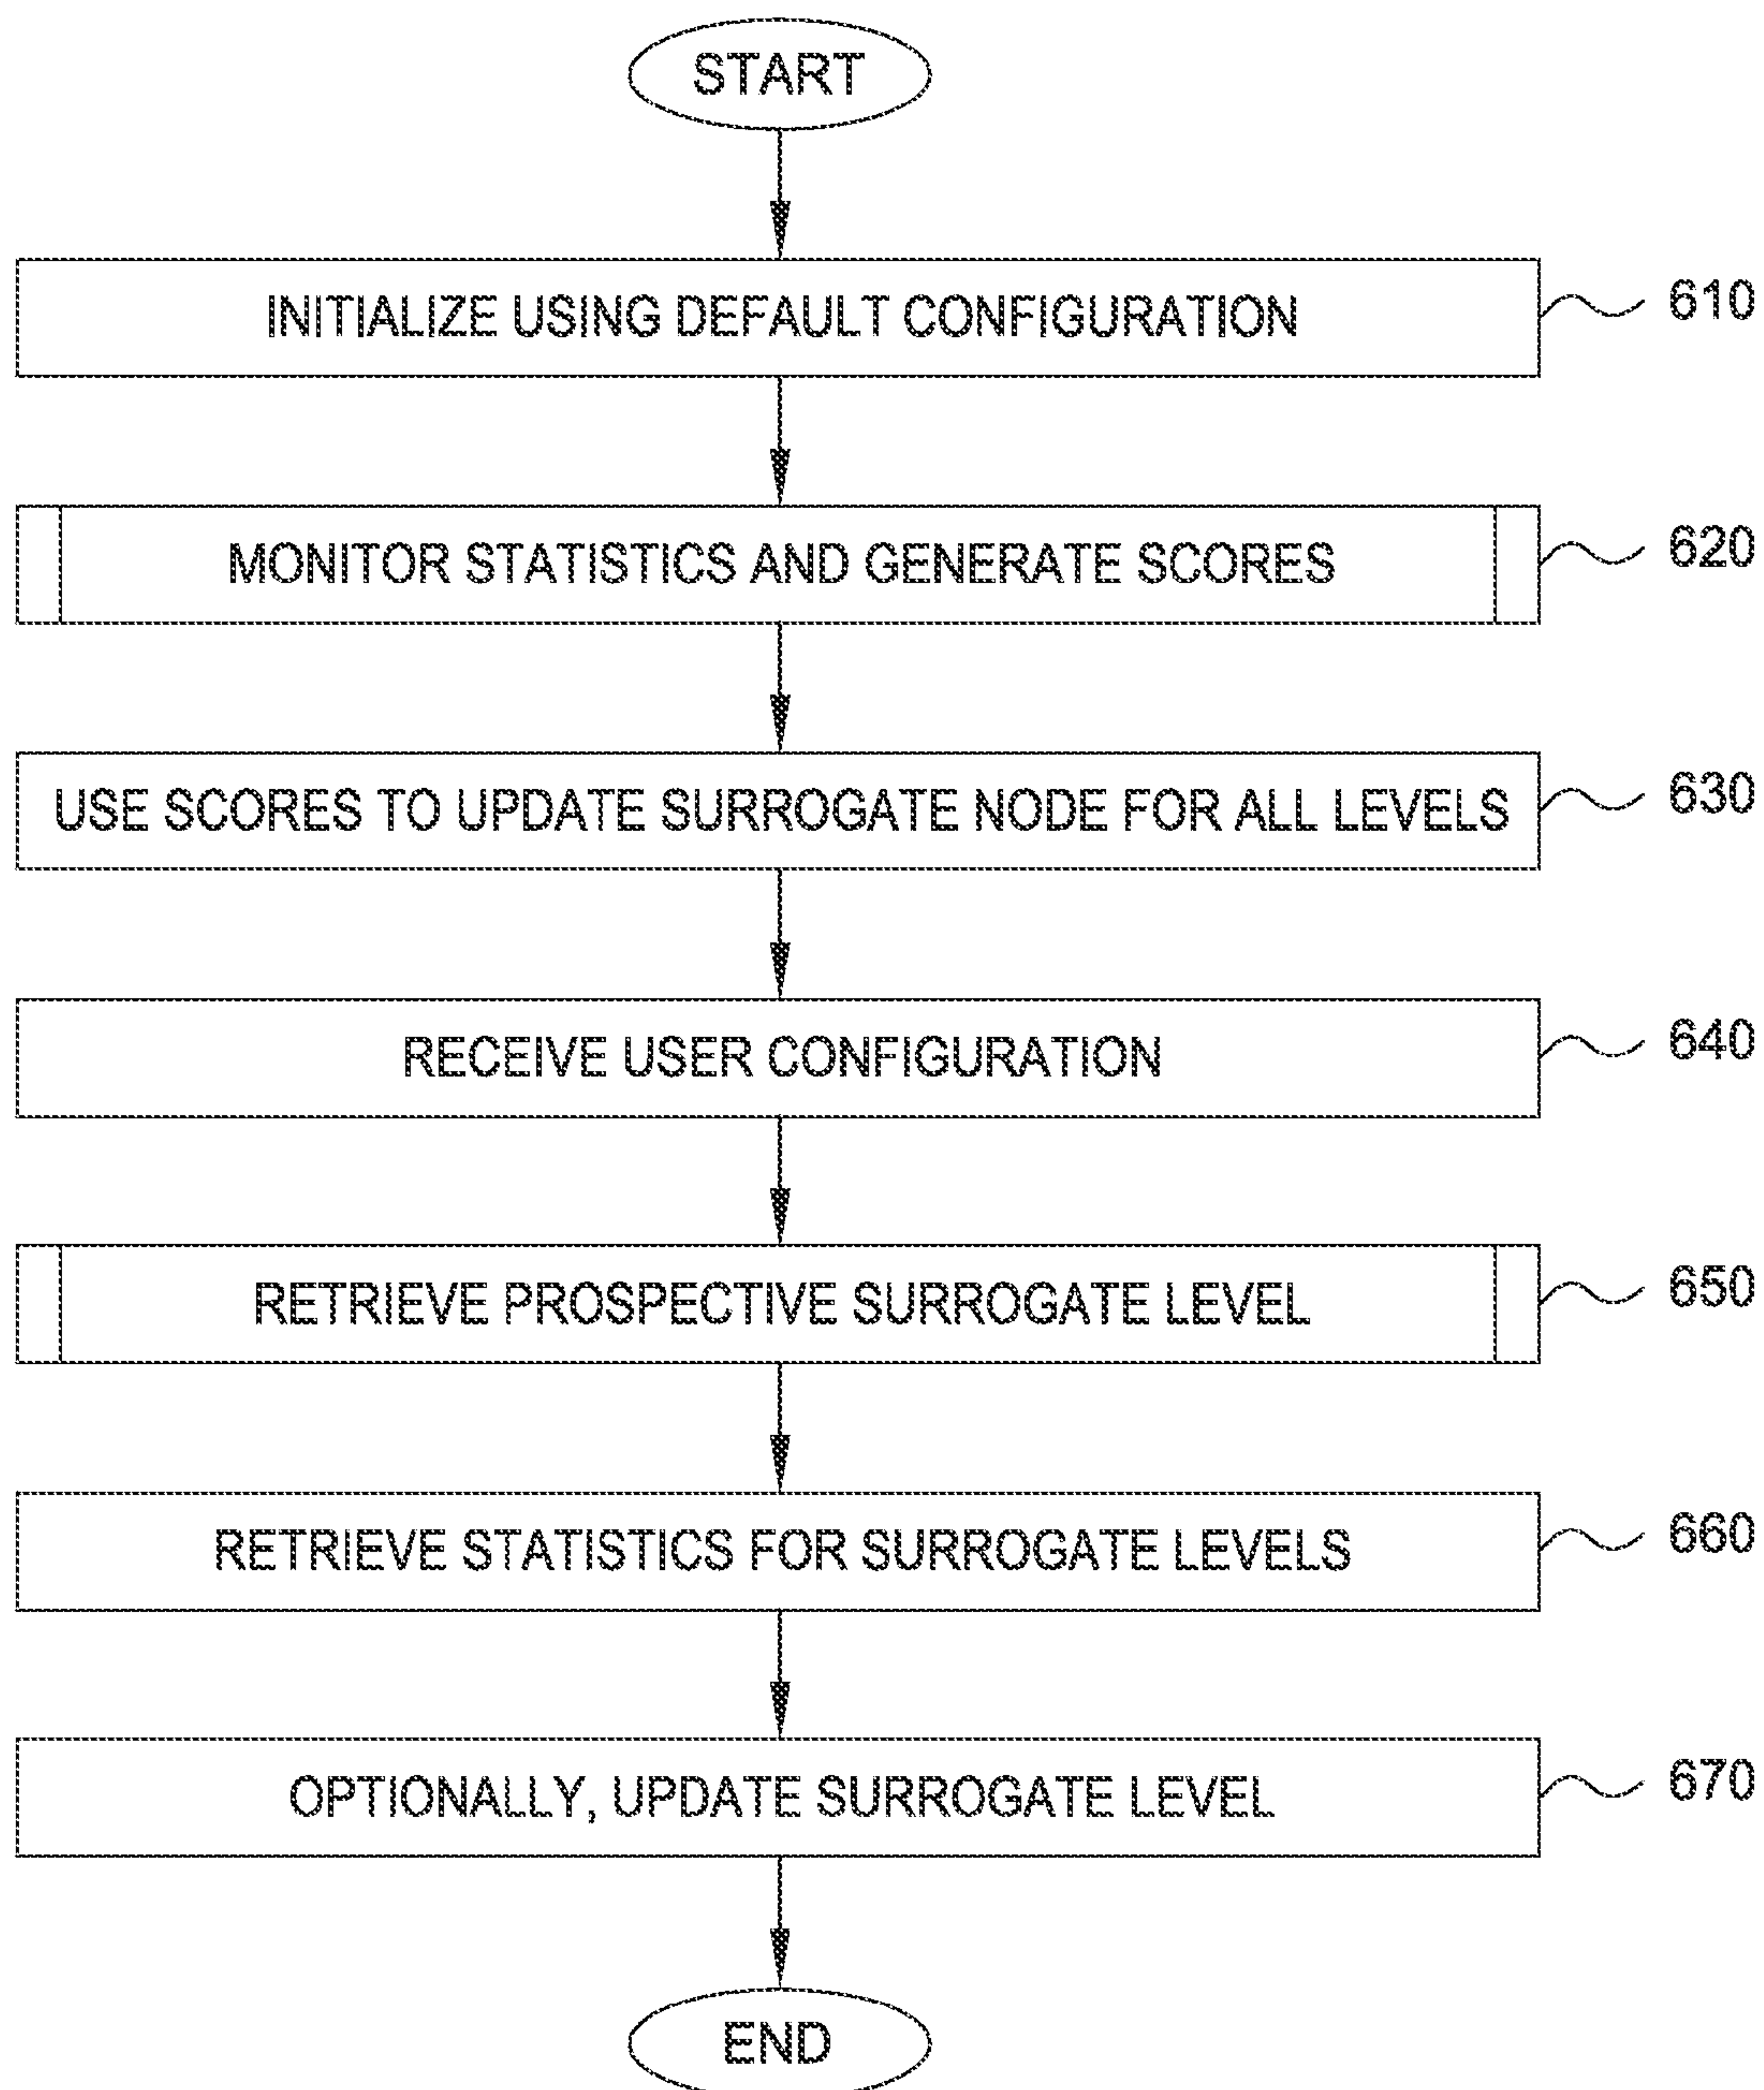 START
INITIALIZE USING DEFAULT CONFIGURATION
610
MONITOR STATISTICS AND GENERATE SCORES
620
USE SCORES TO UPDATE SURROGATE NODE FOR ALL LEVELS
630
RECEIVE USER CONFIGURATION
640
RETRIEVE PROSPECTIVE SURROGATE LEVEL
650
RETRIEVE STATISTICS FOR SURROGATE LEVELS
660
OPTIONALLY, UPDATE SURROGATE LEVEL
670
END